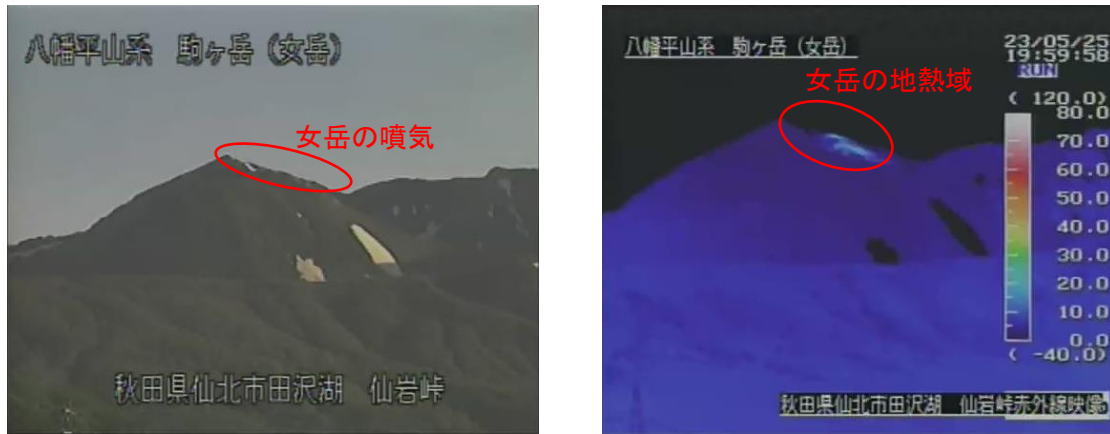 八幡平山系 駒ヶ岳（女岳）
女岳の噴気
秋田県仙北市田沢湖 仙岩峠
八幡平山系 駒ヶ岳（女岳）
23/05/25
19:59:58
RUN
女岳の地熱域
( 120.0)
80.0
70.0
60.0
50.0
40.0
30.0
20.0
10.0
0.0
( -40.0)
秋田県仙北市田沢湖 仙岩峠赤外線映像